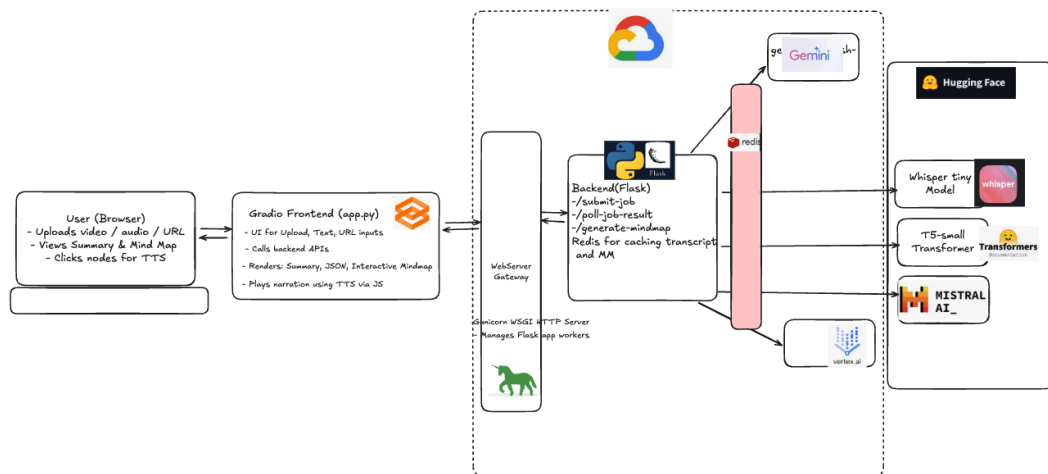 User (Browser)
- Uploads video / audio / URL
- Views Summary & Mind Map
- Clicks nodes for TTS
Gradio Frontend (app.py)
- UI for Upload, Text, URL inputs
- Calls backend APIs
- Renders: Summary, JSON, Interactive Mindmap
- Plays narration using TTS via JS
WebServer
Gateway
Gunicorn WSGI HTTP Server
- Manages Flask app workers
Flask
Backend(Flask)
-/submit-job
-/poll-job-result
-/generate-mindmap
Redis for caching transcript
and MM
redis
Gemini
vertex.ai
Hugging Face
Whisper tiny
Model
whisper
T5-small
Transformer
Transformers
documentation
MISTRAL
AI_